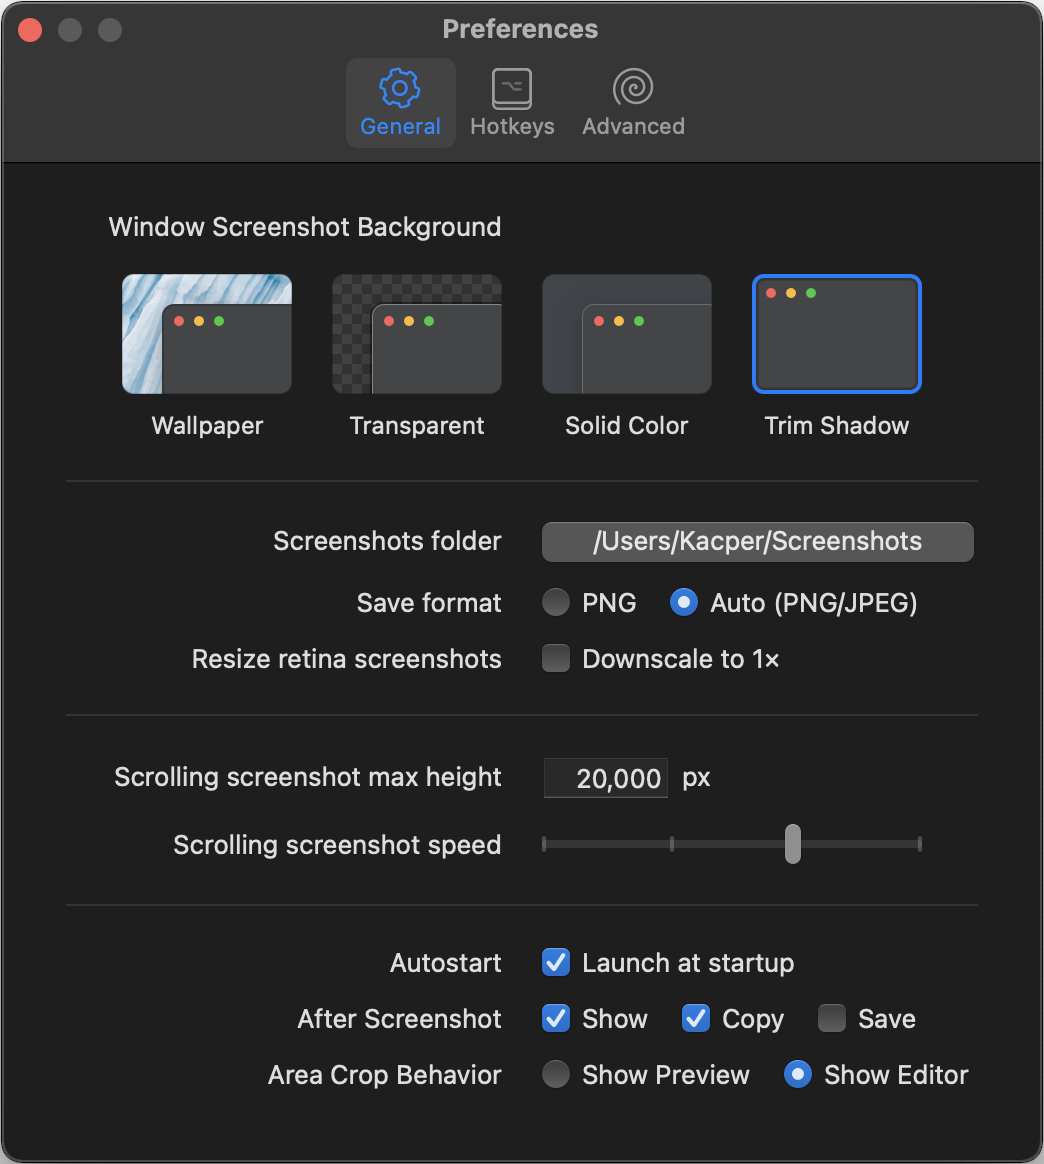 Preferences
General Hotkeys Advanced
Window Screenshot Background
Wallpaper Transparent Solid Color Trim Shadow
Screenshots folder /Users/Kacper/Screenshots
Save format PNG Auto (PNG/JPEG)
Resize retina screenshots Downscale to 1×
Scrolling screenshot max height 20,000 px
Scrolling screenshot speed
Autostart Launch at startup
After Screenshot Show Copy Save
Area Crop Behavior Show Preview Show Editor